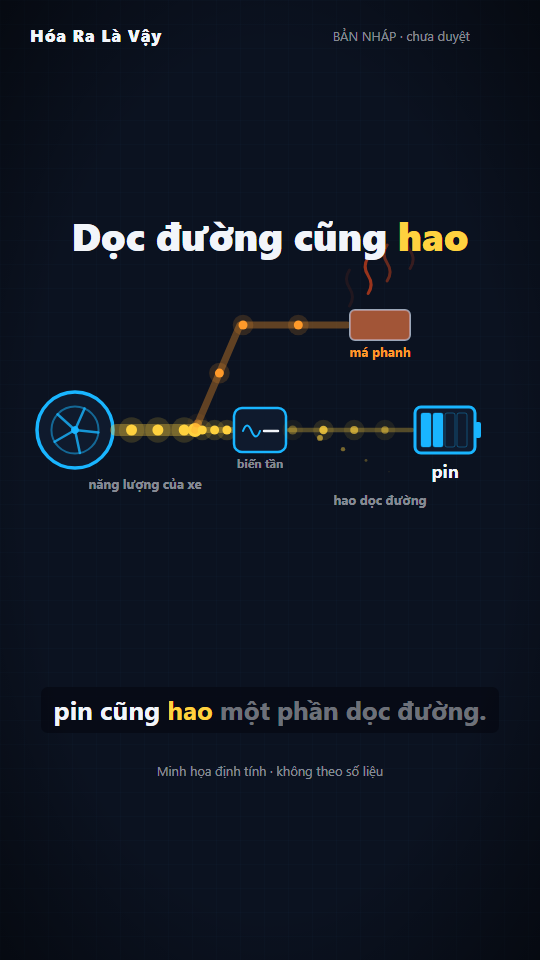 Hóa Ra Là Vậy
BẢN NHÁP · chưa duyệt
Dọc đường cũng hao
má phanh
biến tần
năng lượng của xe
pin
hao dọc đường
pin cũng hao một phần dọc đường.
Minh họa định tính · không theo số liệu